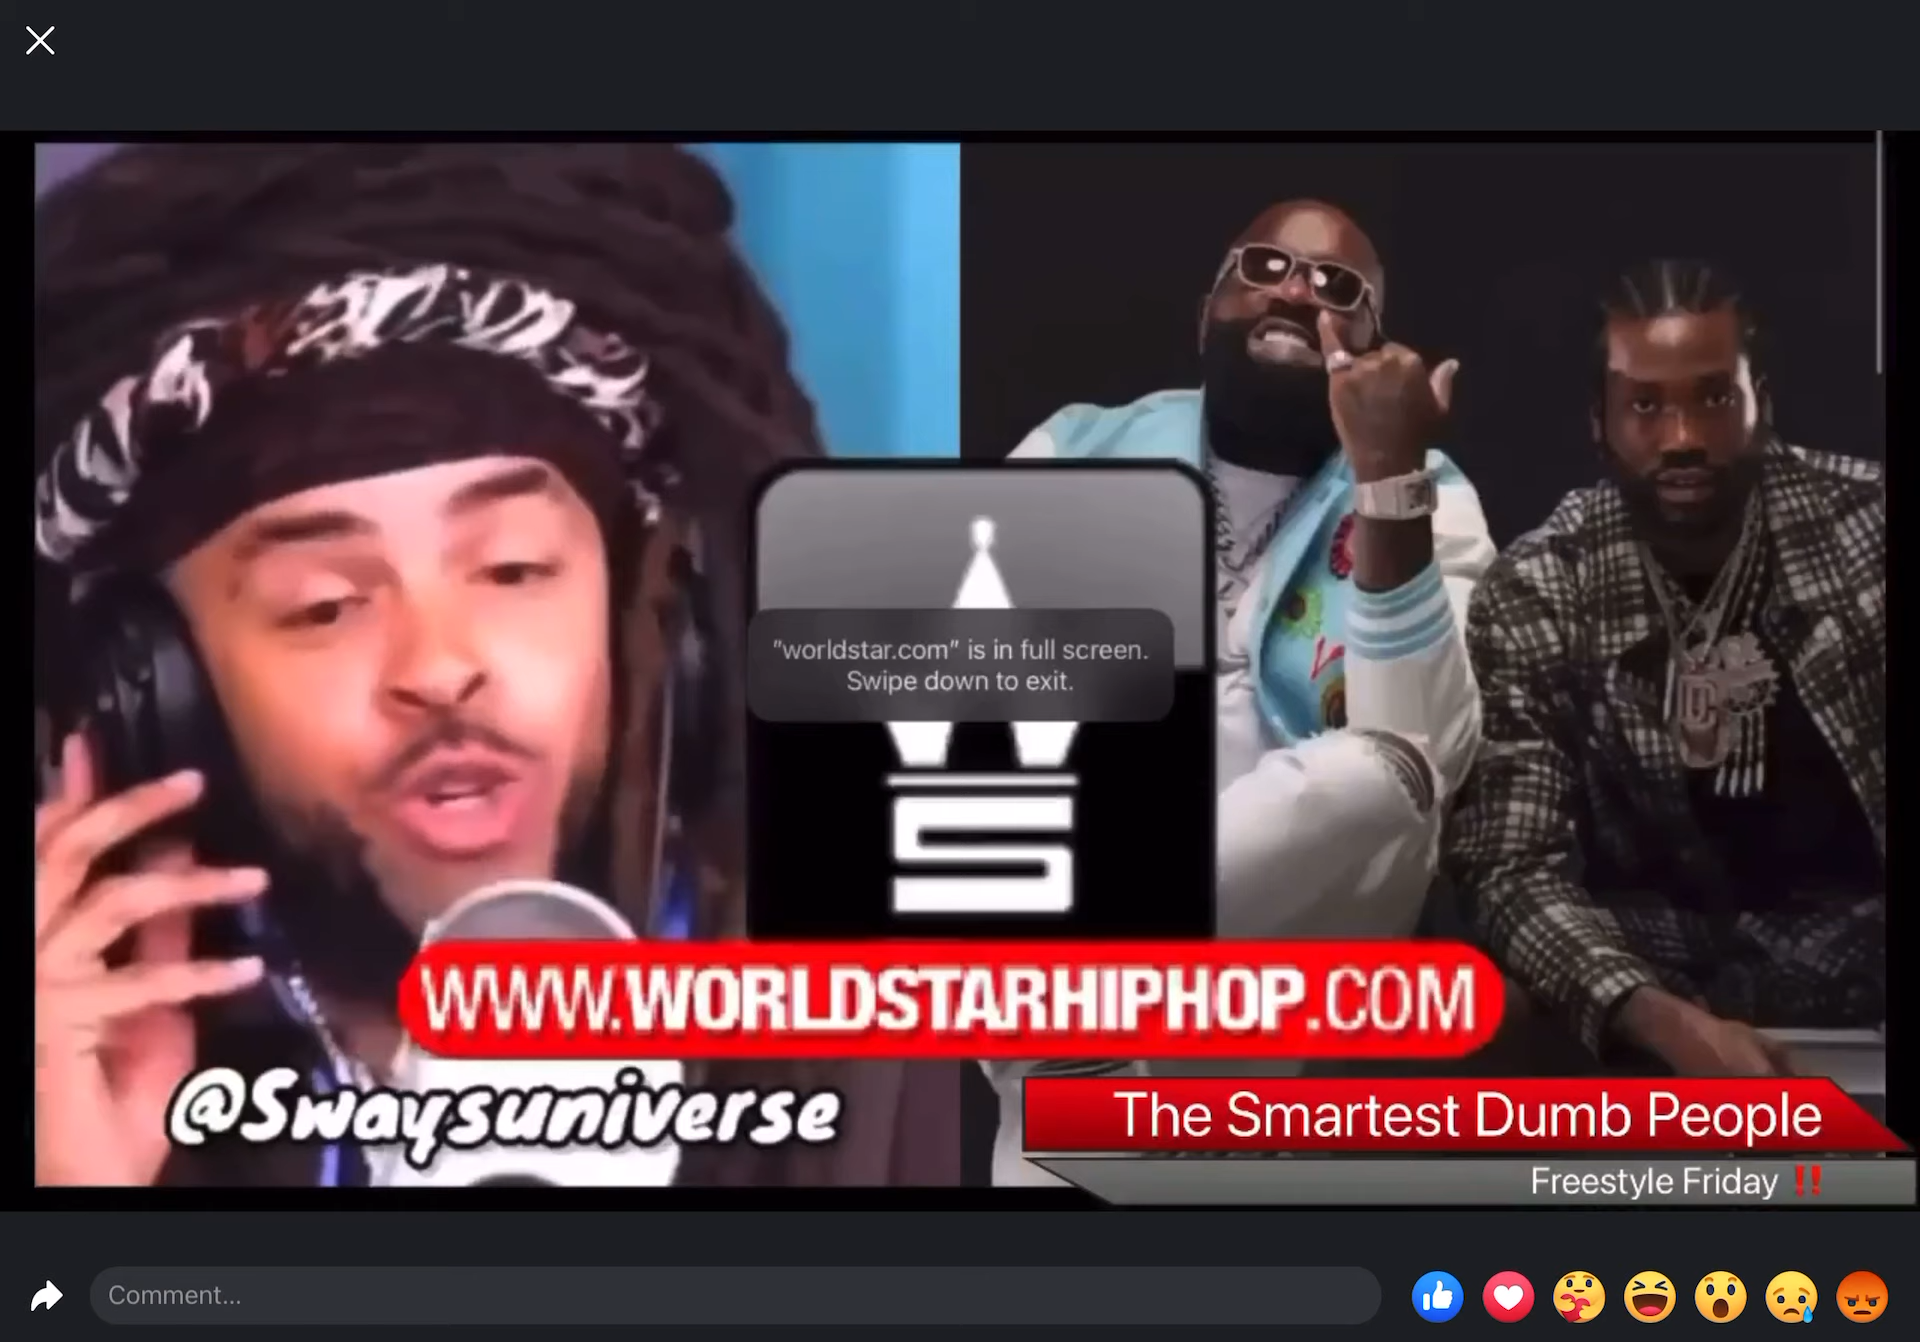 "worldstar.com" is in full screen.
Swipe down to exit.
W
S
WWW.WORLDSTARHIPHOP.COM
@Swaysuniverse
The Smartest Dumb People
Freestyle Friday ‼️
Comment...